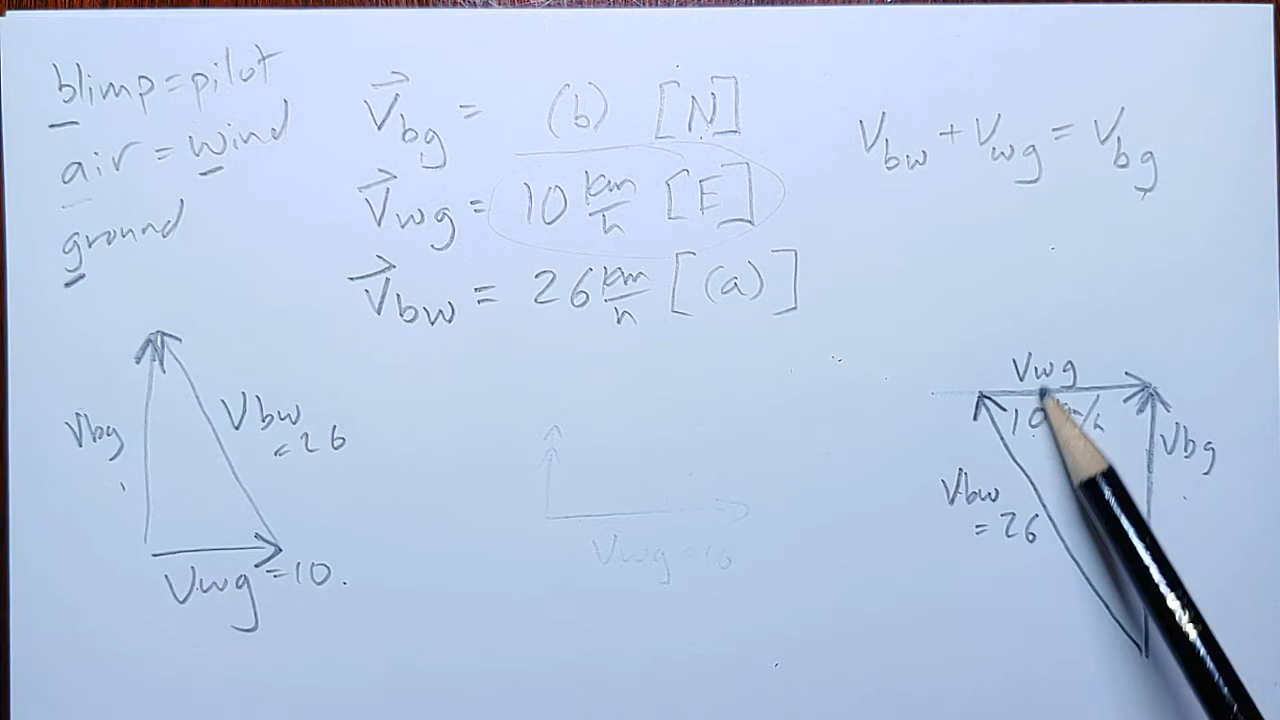 blimp = pilot
air = wind
ground
V⃗bg = (b) [N]
V⃗wg = 10 km/h [E]
V⃗bw = 26 km/h [(a)]
Vbw + Vwg = Vbg
Vbg
Vbw
= 26
Vwg = 10.
Vwg = 10
Vwg
Vbw
= 26
Vbg